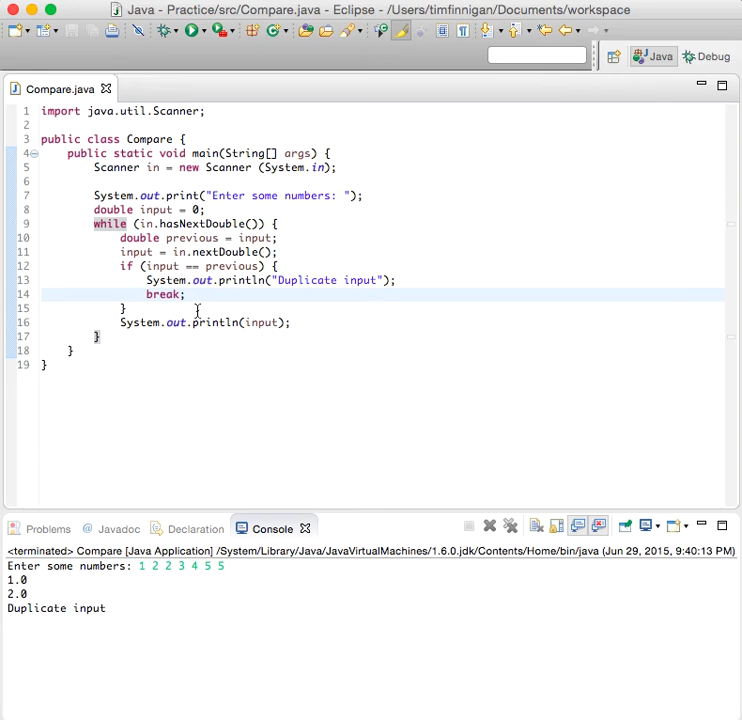 Java - Practice/src/Compare.java - Eclipse - /Users/timfinnigan/Documents/workspace
Java Debug
Compare.java
1 import java.util.Scanner;
2
3 public class Compare {
4 public static void main(String[] args) {
5 Scanner in = new Scanner (System.in);
6
7 System.out.print("Enter some numbers: ");
8 double input = 0;
9 while (in.hasNextDouble()) {
10 double previous = input;
11 input = in.nextDouble();
12 if (input == previous) {
13 System.out.println("Duplicate input");
14 break;
15 }
16 System.out.println(input);
17 }
18 }
19 }
Problems @ Javadoc Declaration Console
<terminated> Compare [Java Application] /System/Library/Java/JavaVirtualMachines/1.6.0.jdk/Contents/Home/bin/java (Jun 29, 2015, 9:40:13 PM)
Enter some numbers: 1 2 2 3 4 5 5
1.0
2.0
Duplicate input